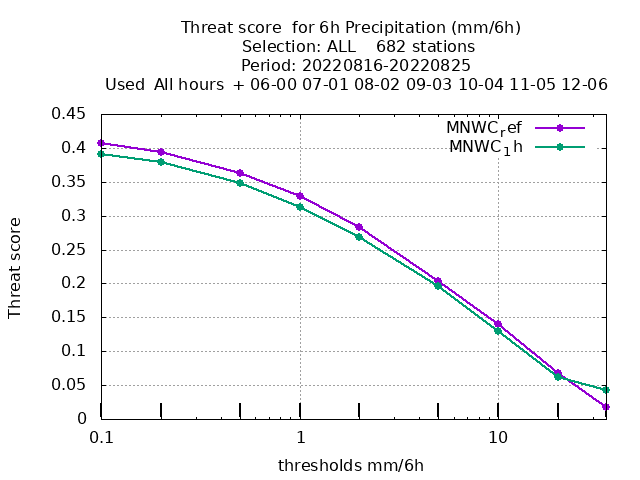 Threat score  for 6h Precipitation (mm/6h)
Selection: ALL    682 stations
Period: 20220816-20220825
Used  All hours  + 06-00 07-01 08-02 09-03 10-04 11-05 12-06
MNWCref
MNWC1h
0.45
0.4
0.35
0.3
0.25
0.2
0.15
0.1
0.05
0
Threat score
0.1 1 10
thresholds mm/6h